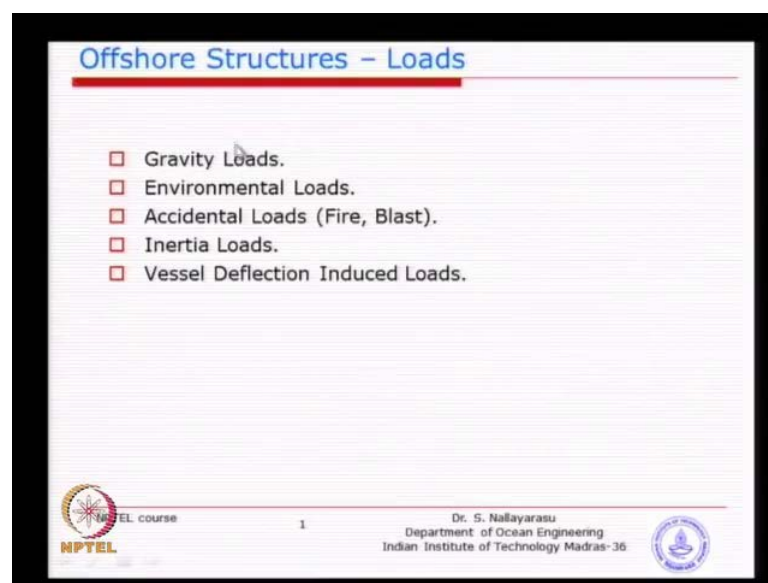 Offshore Structures – Loads
Gravity Loads.
Environmental Loads.
Accidental Loads (Fire, Blast).
Inertia Loads.
Vessel Deflection Induced Loads.
NPTEL course
1
Dr. S. Nallayarasu
Department of Ocean Engineering
Indian Institute of Technology Madras-36
NPTEL